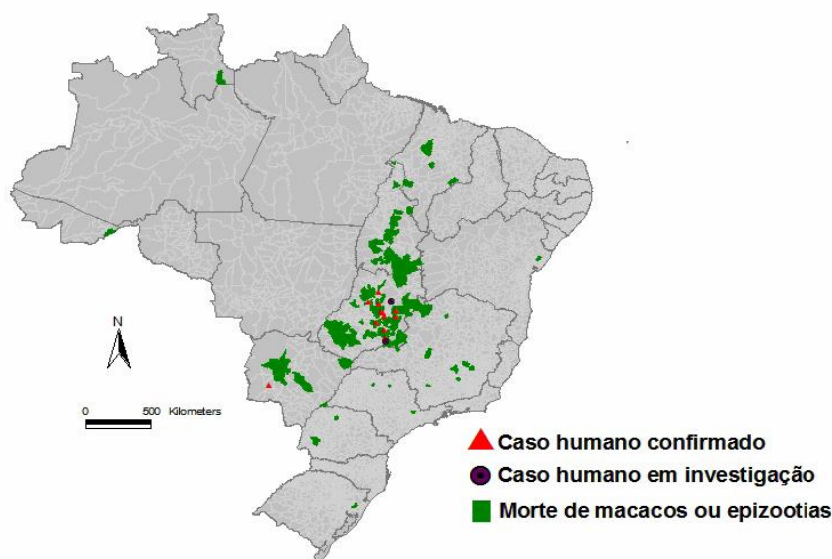 N
0 500 Kilometers
Caso humano confirmado
Caso humano em investigação
Morte de macacos ou epizootias